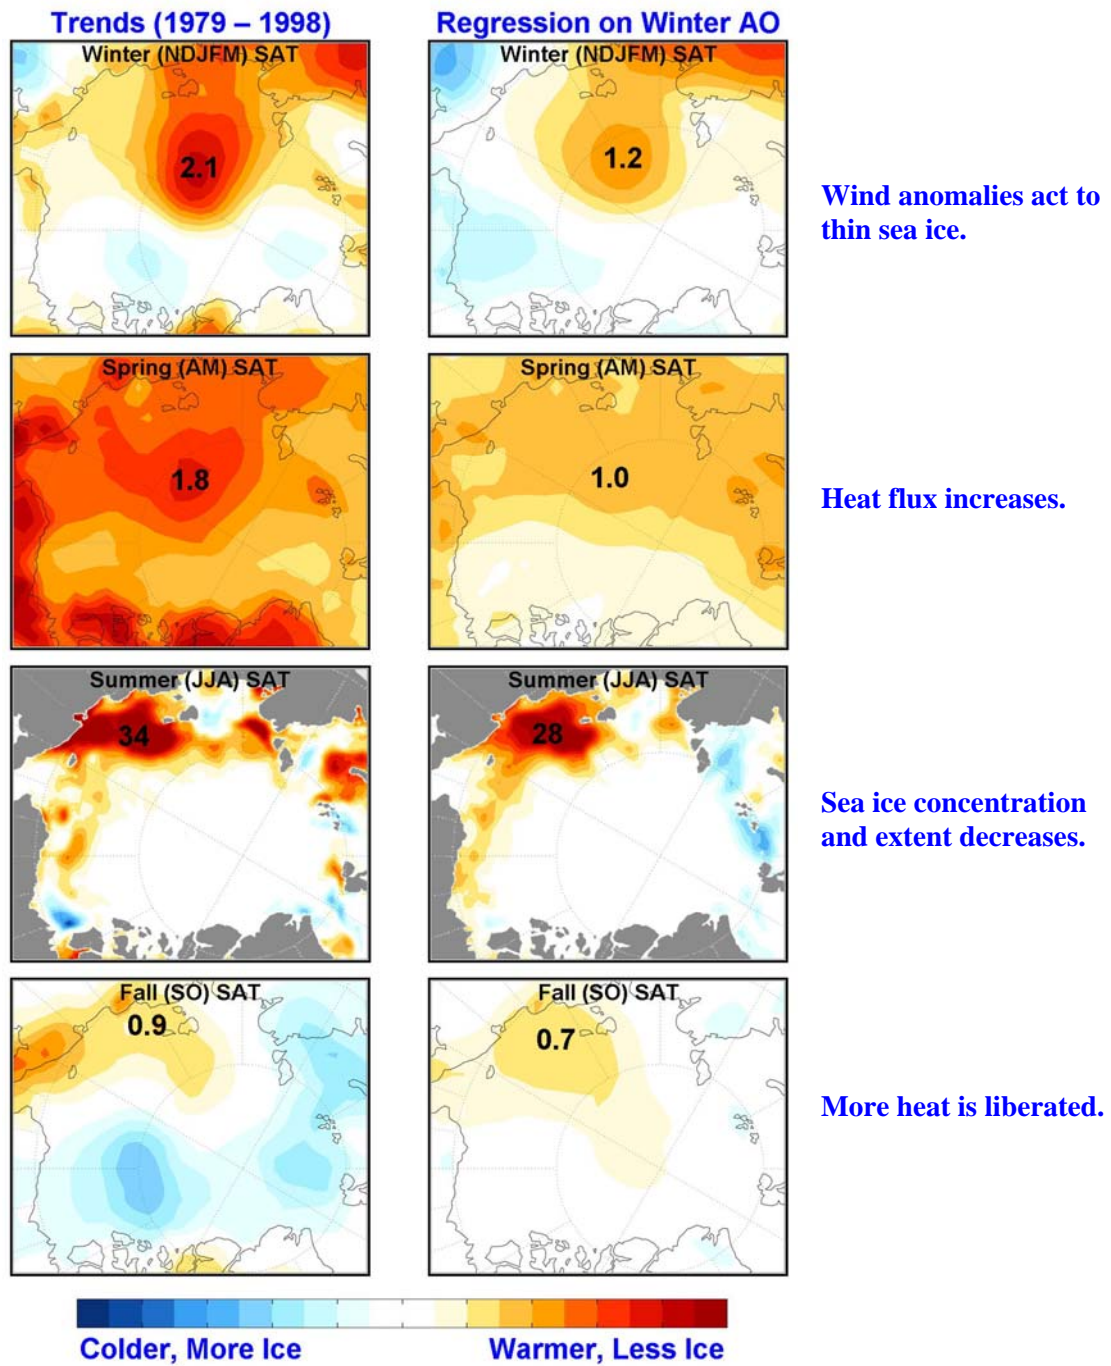 Trends (1979 – 1998)
Regression on Winter AO
Winter (NDJFM) SAT
2.1
Winter (NDJFM) SAT
1.2
Wind anomalies act to
thin sea ice.
Spring (AM) SAT
1.8
Spring (AM) SAT
1.0
Heat flux increases.
Summer (JJA) SAT
34
Summer (JJA) SAT
28
Sea ice concentration
and extent decreases.
Fall (SO) SAT
0.9
Fall (SO) SAT
0.7
More heat is liberated.
Colder, More Ice
Warmer, Less Ice